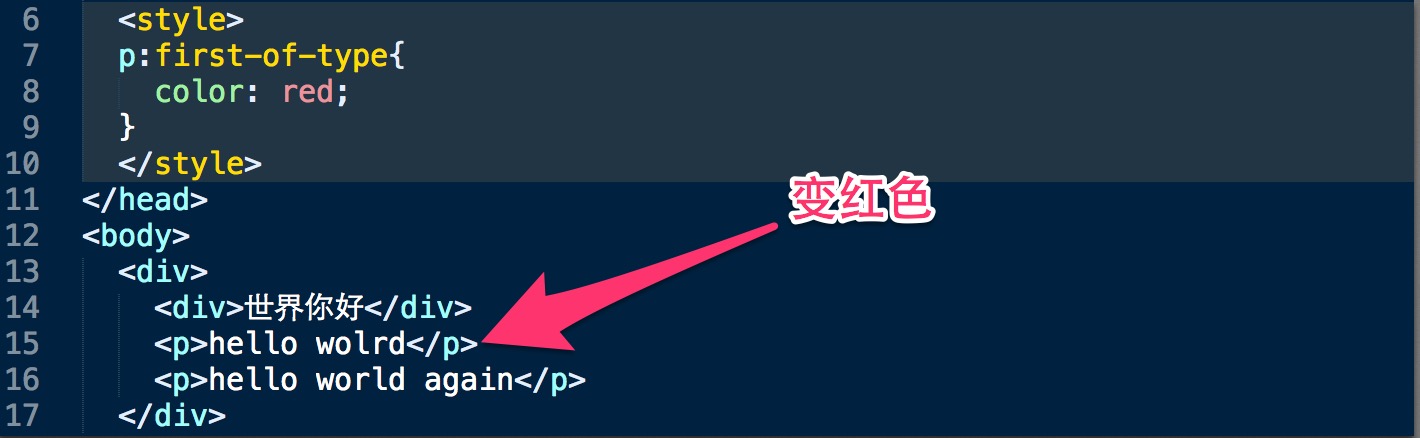 6 <style>
7 p:first-of-type{
8 color: red;
9 }
10 </style>
11 </head>
变红色
12 <body>
13 <div>
14 <div>世界你好</div>
15 <p>hello wolrd</p>
16 <p>hello world again</p>
17 </div>